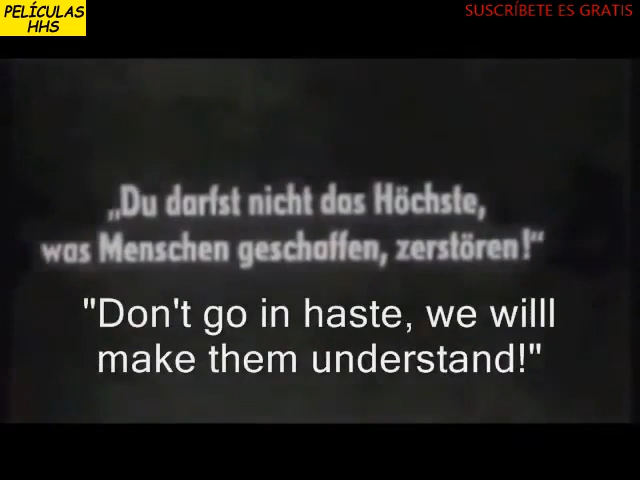 PELÍCULAS
HHS
SUSCRÍBETE ES GRATIS
„Du darfst nicht das Höchste,
was Menschen geschaffen, zerstören!“
"Don't go in haste, we willl
make them understand!"